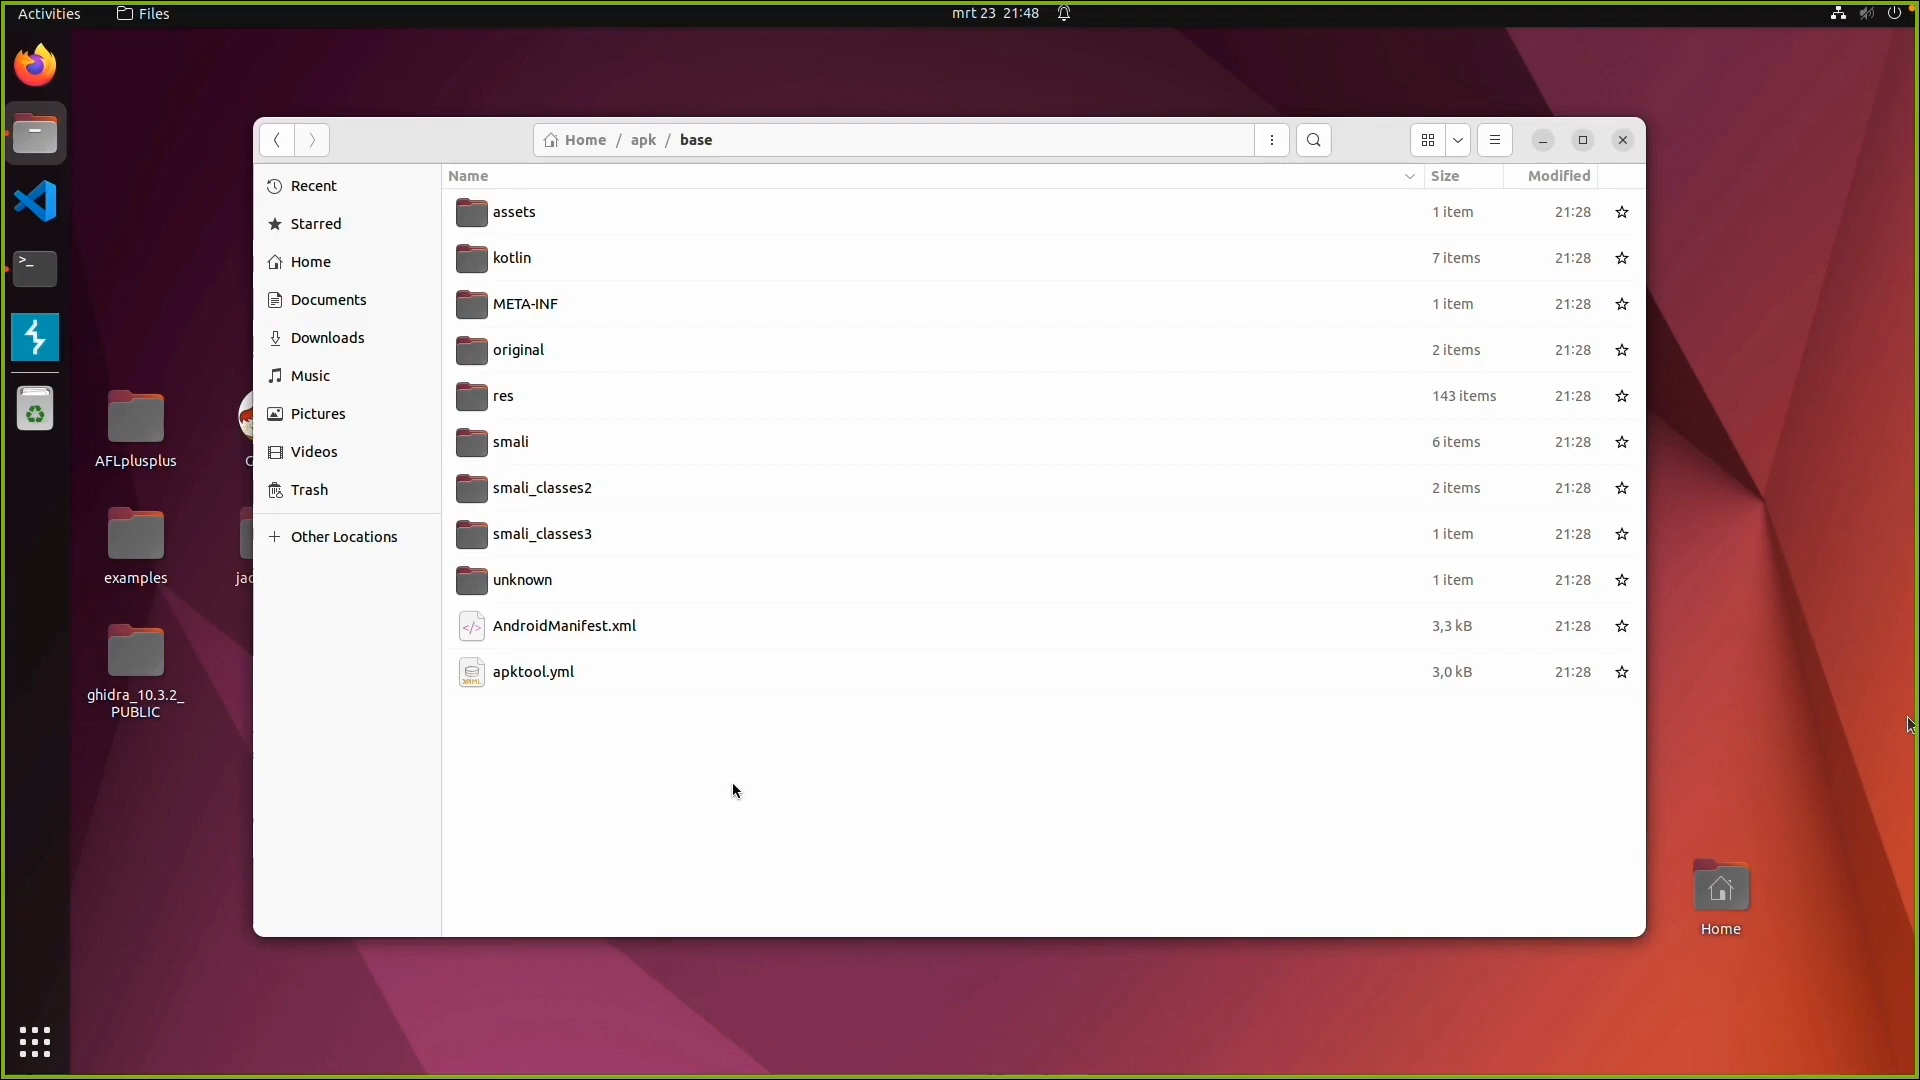 Activities Files mrt 23 21:48
Home / apk / base
Name Size Modified
Recent
Starred
Home
Documents
Downloads
Music
Pictures
Videos
Trash
Other Locations
assets 1 item 21:28
kotlin 7 items 21:28
META-INF 1 item 21:28
original 2 items 21:28
res 143 items 21:28
smali 6 items 21:28
smali_classes2 2 items 21:28
smali_classes3 1 item 21:28
unknown 1 item 21:28
AndroidManifest.xml 3,3 kB 21:28
apktool.yml 3,0 kB 21:28
AFLplusplus
examples
ghidra_10.3.2_
PUBLIC
Home